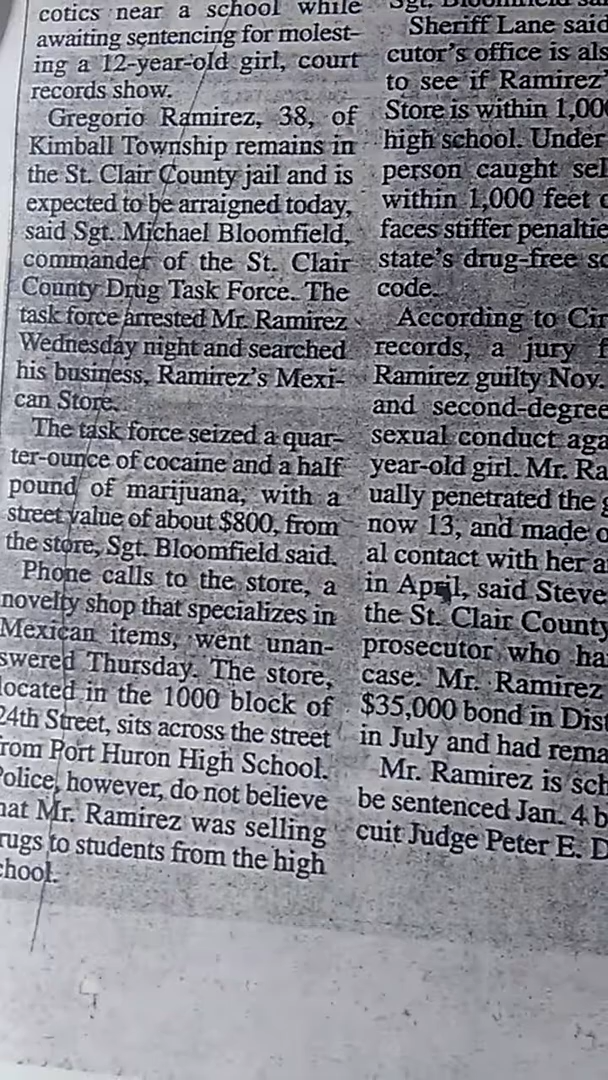 cotics near a school while
awaiting sentencing for molest-
ing a 12-year-old girl, court
records show.
Gregorio Ramirez, 38, of
Kimball Township remains in
the St. Clair County jail and is
expected to be arraigned today,
said Sgt. Michael Bloomfield,
commander of the St. Clair
County Drug Task Force. The
task force arrested Mr. Ramirez
Wednesday night and searched
his business, Ramirez's Mexi-
can Store.
The task force seized a quar-
ter-ounce of cocaine and a half
pound of marijuana, with a
street value of about $800, from
the store, Sgt. Bloomfield said.
Phone calls to the store, a
novelty shop that specializes in
Mexican items, went unan-
swered Thursday. The store,
located in the 1000 block of
24th Street, sits across the street
rom Port Huron High School.
Police, however, do not believe
hat Mr. Ramirez was selling
rugs to students from the high
chool.
Sheriff Lane said
cutor's office is als
to see if Ramirez'
Store is within 1,00
high school. Under
person caught sel
within 1,000 feet
faces stiffer penaltie
state's drug-free sc
code.
According to Cir
records, a jury f
Ramirez guilty Nov.
and second-degree
sexual conduct aga
year-old girl. Mr. Ra
ually penetrated the
now 13, and made
al contact with her a
in April, said Steve
the St. Clair County
prosecutor who ha
case. Mr. Ramirez
$35,000 bond in Dist
in July and had rema
Mr. Ramirez is sch
be sentenced Jan. 4 b
cuit Judge Peter E. D